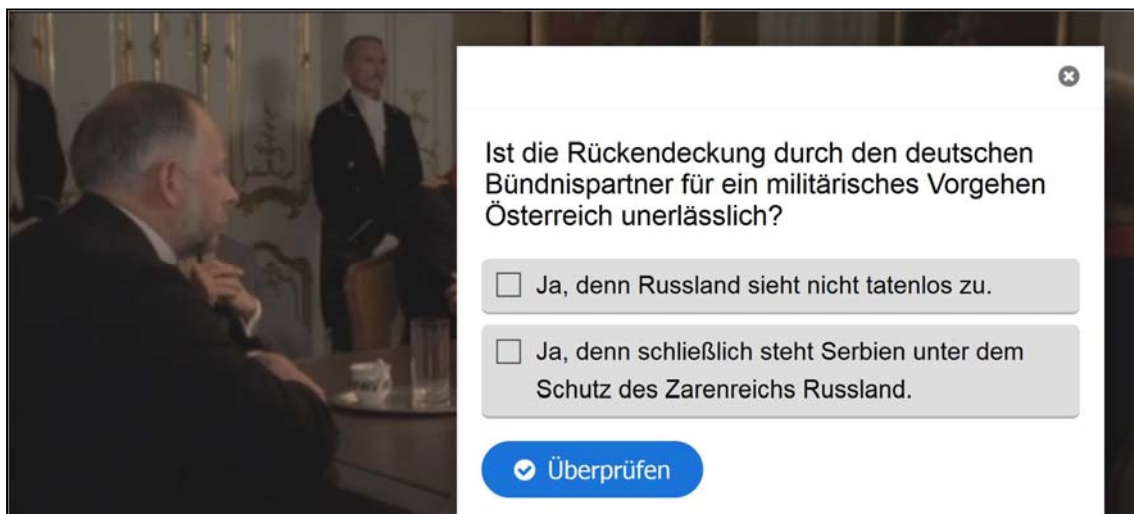 Ist die Rückendeckung durch den deutschen
Bündnispartner für ein militärisches Vorgehen
Österreich unerlässlich?
Ja, denn Russland sieht nicht tatenlos zu.
Ja, denn schließlich steht Serbien unter dem
Schutz des Zarenreichs Russland.
Überprüfen